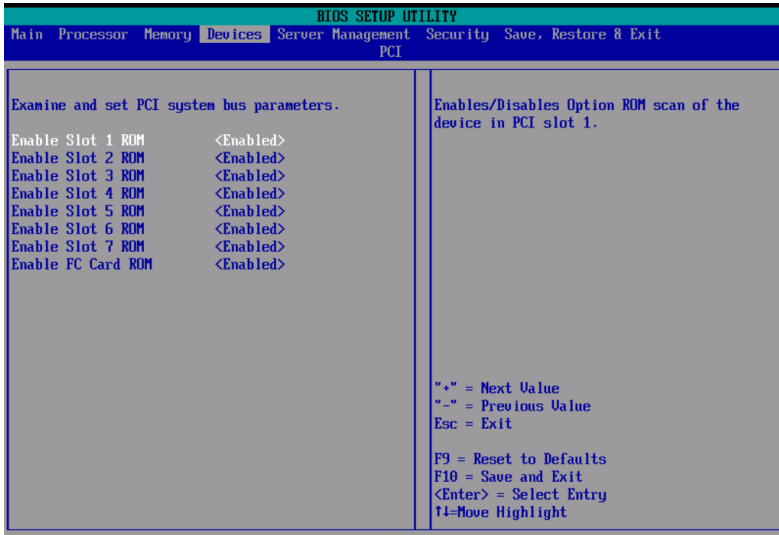 BIOS SETUP UTILITY
Main Processor Memory Devices Server Management Security Save, Restore & Exit
PCI
Examine and set PCI system bus parameters.
Enable Slot 1 ROM <Enabled>
Enable Slot 2 ROM <Enabled>
Enable Slot 3 ROM <Enabled>
Enable Slot 4 ROM <Enabled>
Enable Slot 5 ROM <Enabled>
Enable Slot 6 ROM <Enabled>
Enable Slot 7 ROM <Enabled>
Enable FC Card ROM <Enabled>
Enables/Disables Option ROM scan of the
device in PCI slot 1.
"+" = Next Value
"-" = Previous Value
Esc = Exit
F9 = Reset to Defaults
F10 = Save and Exit
<Enter> = Select Entry
↑↓=Move Highlight